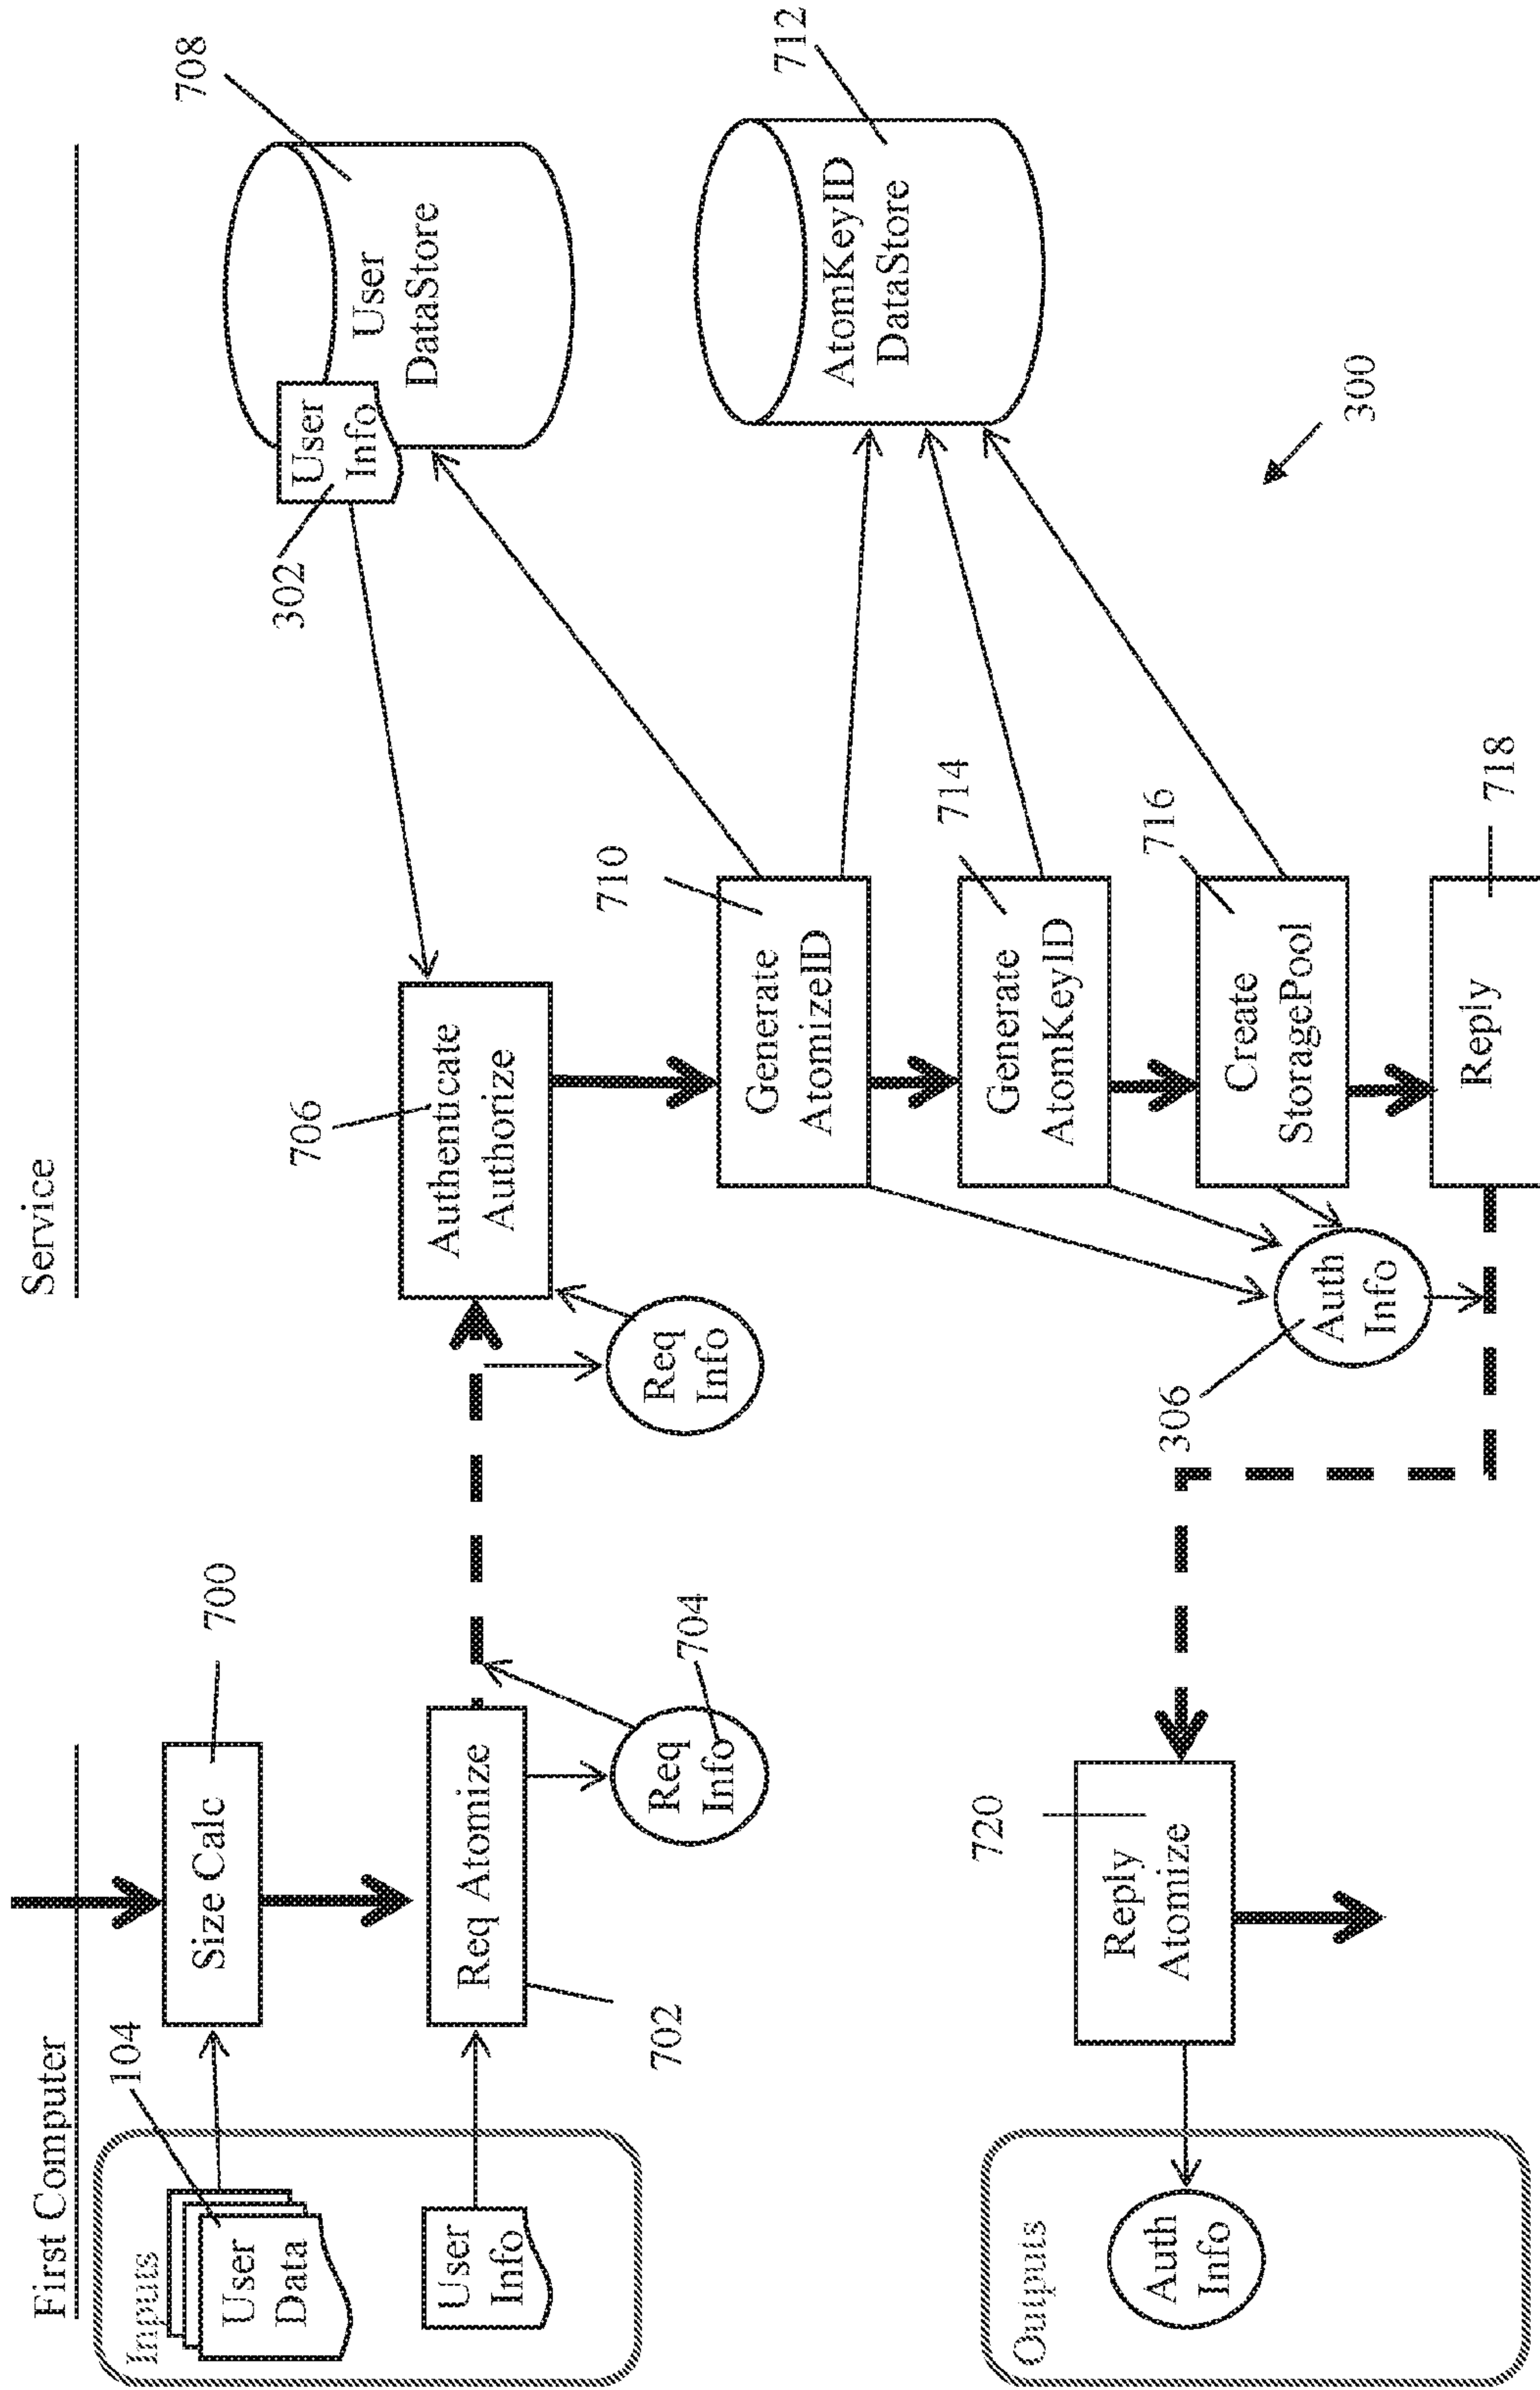 First Computer
Service
Inputs
104
User
Data
Size Calc
700
User
Info
Req Atomize
702
Req
Info
704
Req
Info
706
Authenticate
Authorize
302
User
Info
User
DataStore
708
710
Generate
AtomizeID
714
Generate
AtomKeyID
716
Create
StoragePool
718
Reply
AtomKeyID
DataStore
712
306
Auth
Info
720
Reply
Atomize
Outputs
Auth
Info
300